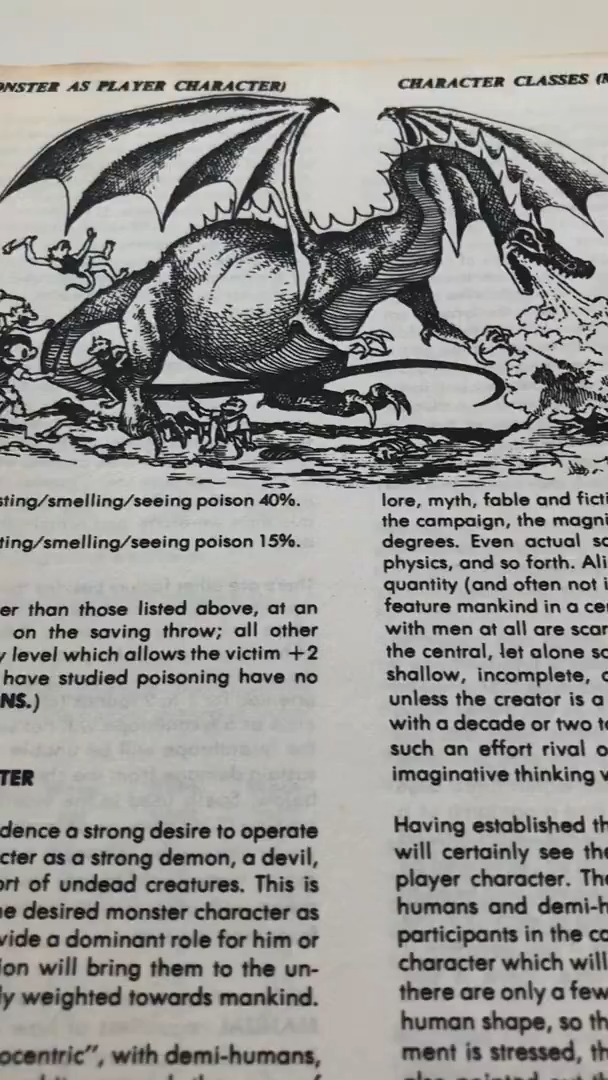 ONSTER AS PLAYER CHARACTER)
CHARACTER CLASSES (M
sting/smelling/seeing poison 40%.
ting/smelling/seeing poison 15%.
er than those listed above, at an
on the saving throw; all other
y level which allows the victim +2
have studied poisoning have no
NS.)
TER
dence a strong desire to operate
cter as a strong demon, a devil,
ort of undead creatures. This is
e desired monster character as
vide a dominant role for him or
ion will bring them to the un-
ly weighted towards mankind.
ocentric", with demi-humans,
lore, myth, fable and ficti
the campaign, the magni
degrees. Even actual sc
physics, and so forth. Ali
quantity (and often not i
feature mankind in a ce
with men at all are scar
the central, let alone so
shallow, incomplete, c
unless the creator is a
with a decade or two to
such an effort rival o
imaginative thinking w
Having established th
will certainly see the
player character. The
humans and demi-h
participants in the ca
character which will
there are only a few
human shape, so th
ment is stressed, th